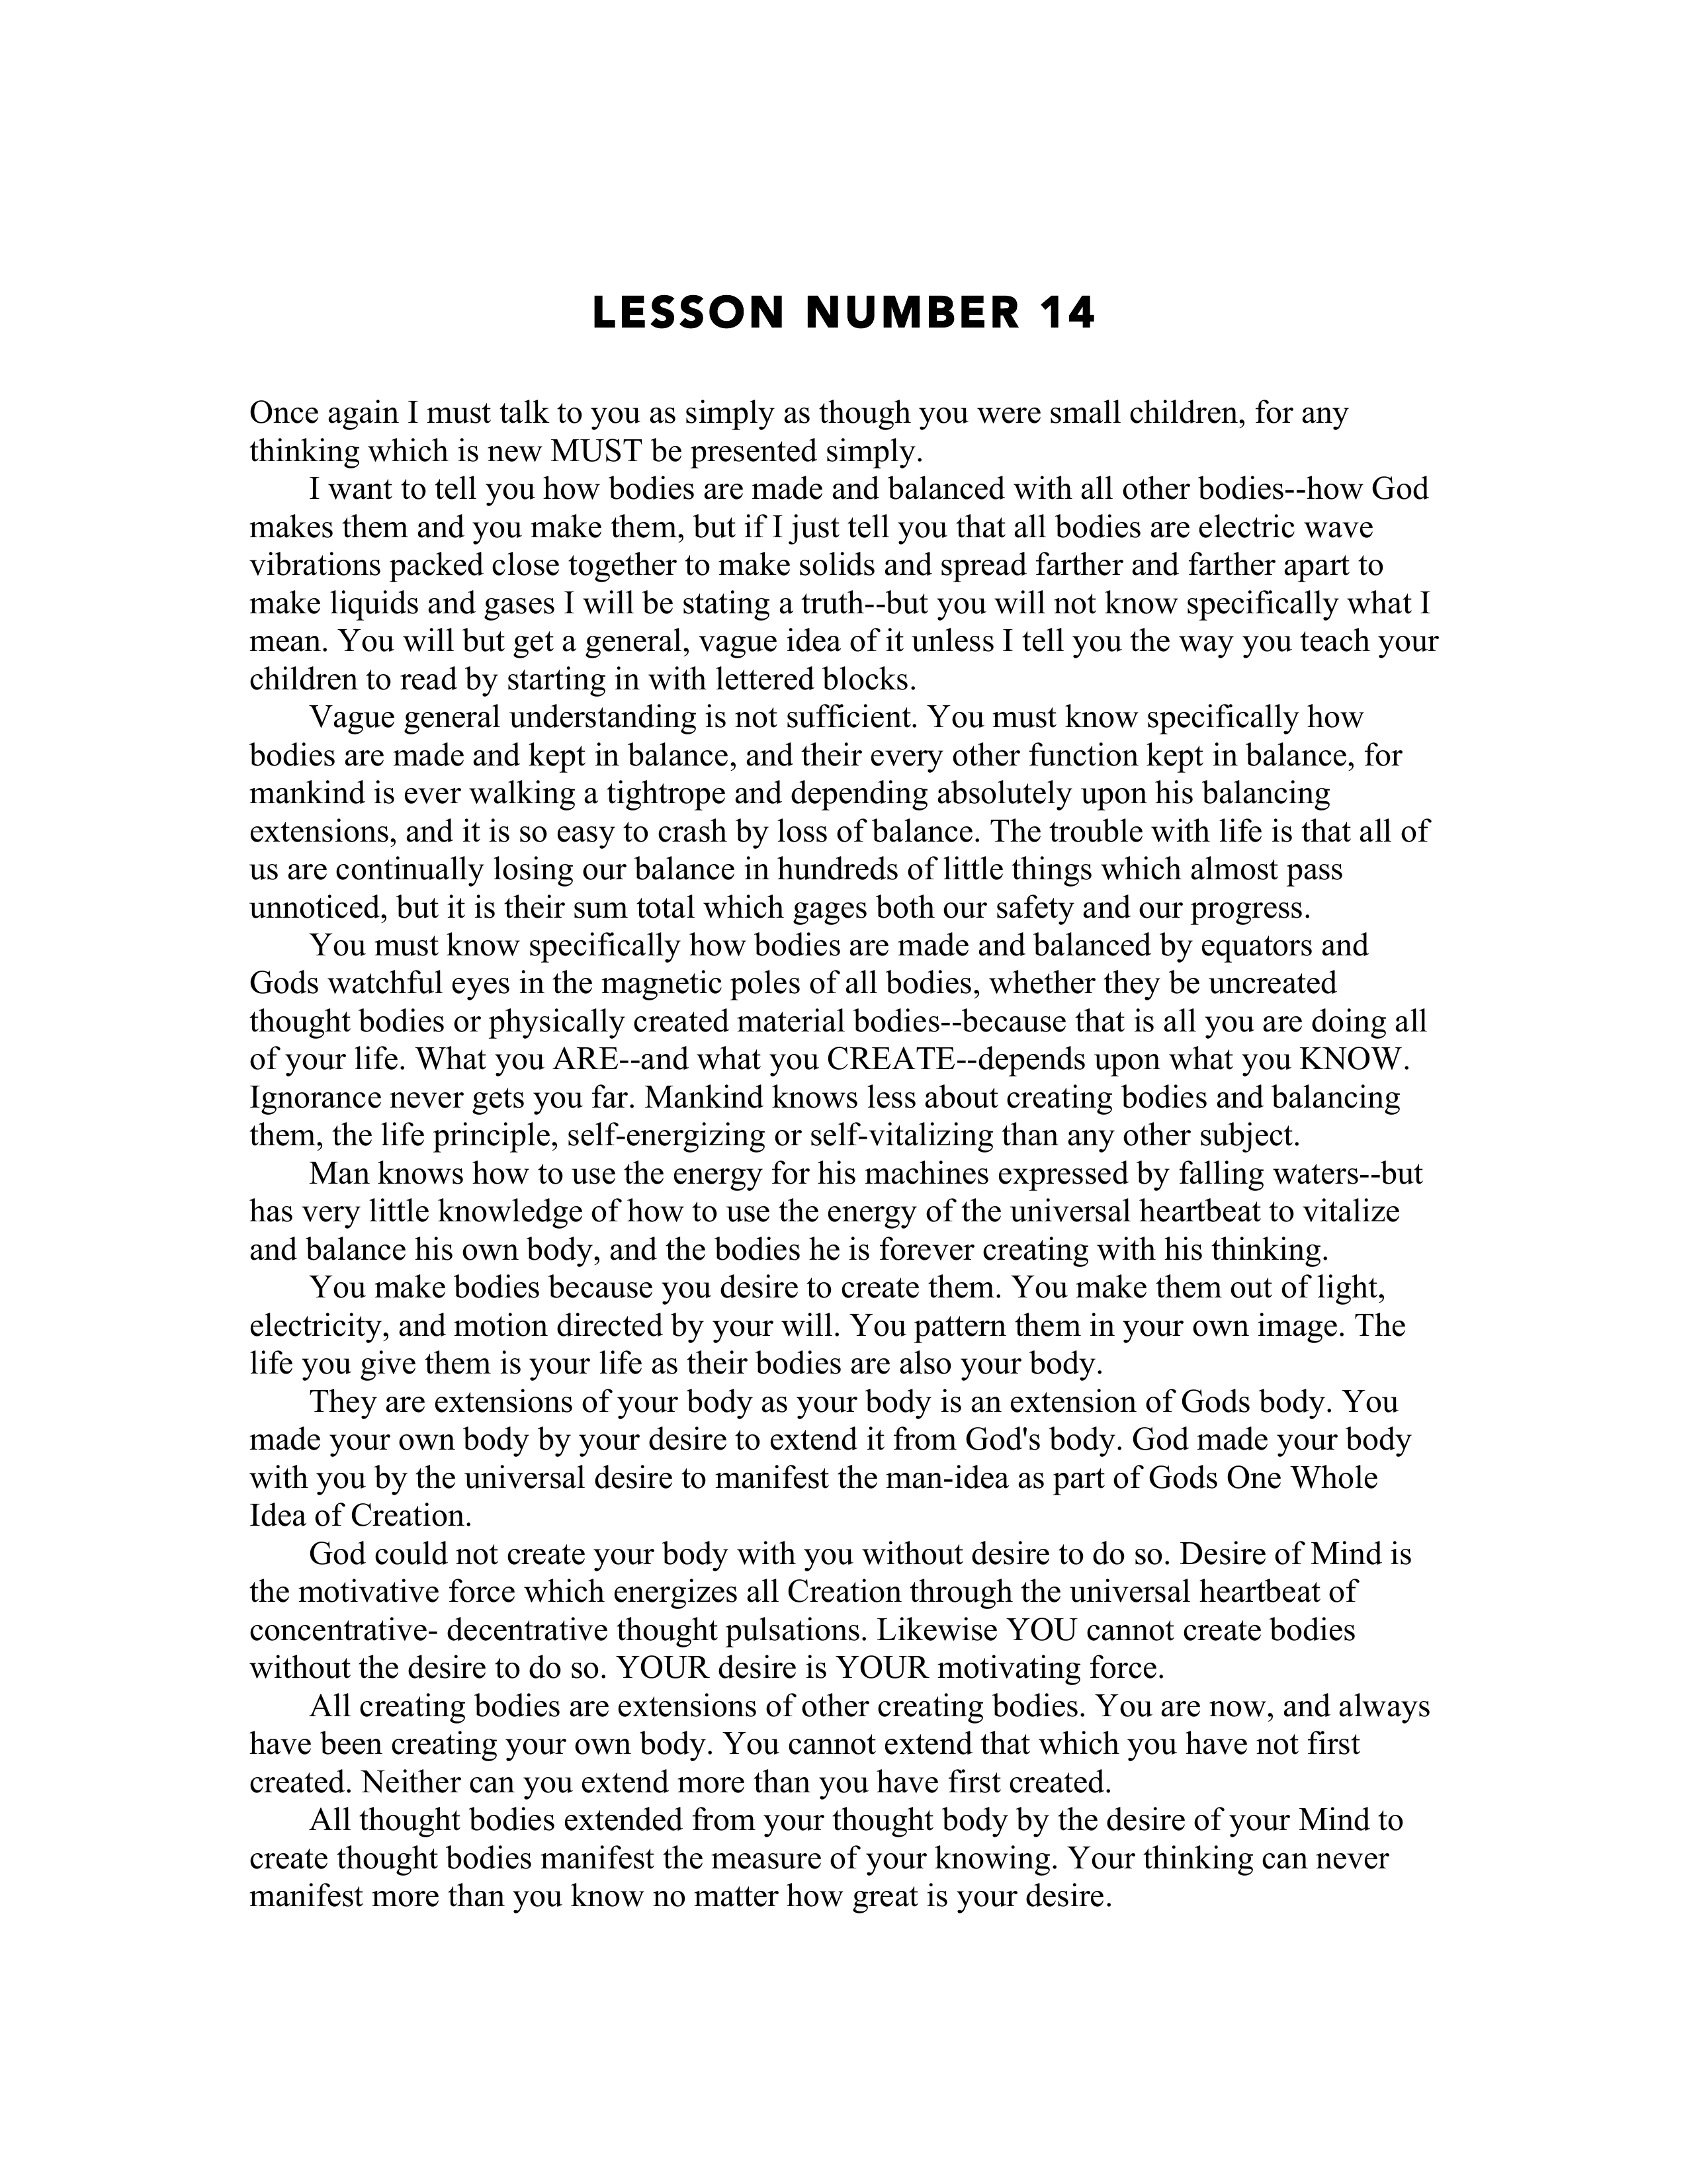 LESSON NUMBER 14
Once again I must talk to you as simply as though you were small children, for any
thinking which is new MUST be presented simply.
I want to tell you how bodies are made and balanced with all other bodies--how God
makes them and you make them, but if I just tell you that all bodies are electric wave
vibrations packed close together to make solids and spread farther and farther apart to
make liquids and gases I will be stating a truth--but you will not know specifically what I
mean. You will but get a general, vague idea of it unless I tell you the way you teach your
children to read by starting in with lettered blocks.
Vague general understanding is not sufficient. You must know specifically how
bodies are made and kept in balance, and their every other function kept in balance, for
mankind is ever walking a tightrope and depending absolutely upon his balancing
extensions, and it is so easy to crash by loss of balance. The trouble with life is that all of
us are continually losing our balance in hundreds of little things which almost pass
unnoticed, but it is their sum total which gages both our safety and our progress.
You must know specifically how bodies are made and balanced by equators and
Gods watchful eyes in the magnetic poles of all bodies, whether they be uncreated
thought bodies or physically created material bodies--because that is all you are doing all
of your life. What you ARE--and what you CREATE--depends upon what you KNOW.
Ignorance never gets you far. Mankind knows less about creating bodies and balancing
them, the life principle, self-energizing or self-vitalizing than any other subject.
Man knows how to use the energy for his machines expressed by falling waters--but
has very little knowledge of how to use the energy of the universal heartbeat to vitalize
and balance his own body, and the bodies he is forever creating with his thinking.
You make bodies because you desire to create them. You make them out of light,
electricity, and motion directed by your will. You pattern them in your own image. The
life you give them is your life as their bodies are also your body.
They are extensions of your body as your body is an extension of Gods body. You
made your own body by your desire to extend it from God's body. God made your body
with you by the universal desire to manifest the man-idea as part of Gods One Whole
Idea of Creation.
God could not create your body with you without desire to do so. Desire of Mind is
the motivative force which energizes all Creation through the universal heartbeat of
concentrative- decentrative thought pulsations. Likewise YOU cannot create bodies
without the desire to do so. YOUR desire is YOUR motivating force.
All creating bodies are extensions of other creating bodies. You are now, and always
have been creating your own body. You cannot extend that which you have not first
created. Neither can you extend more than you have first created.
All thought bodies extended from your thought body by the desire of your Mind to
create thought bodies manifest the measure of your knowing. Your thinking can never
manifest more than you know no matter how great is your desire.